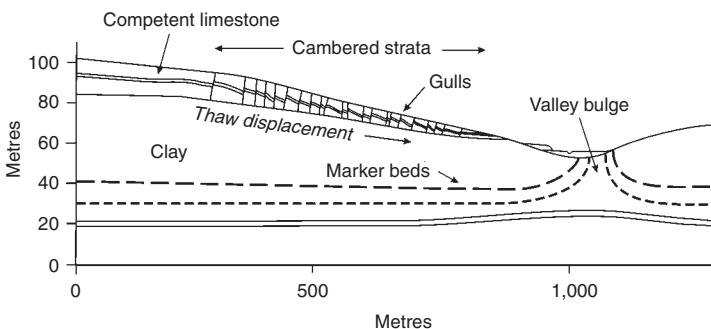 Competent limestone
Cambered strata
Gulls
Valley bulge
Thaw displacement
Clay
Marker beds
Metres
100
80
60
40
20
0
0
500
1,000
Metres